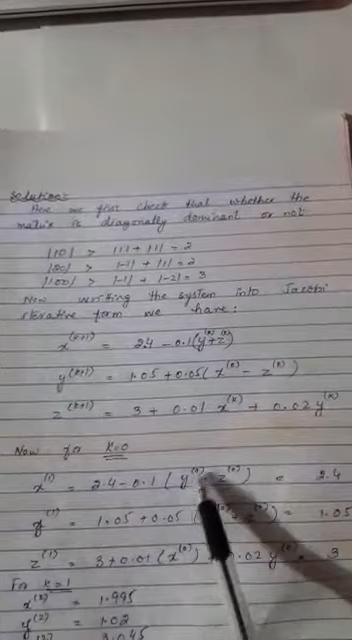 Solution:-
Here we first check that whether the
matrix is diagonally dominant or not
|10| > |1| + |1| = 2
|20| > |-1| + |1| = 2
|100| > |-1| + |-2| = 3
Now writing the system into Jacobi
iterative form we have:
x^(k+1) = 2.4 - 0.1(y^(k)+z^(k))
y^(k+1) = 1.05 + 0.05(x^(k) - z^(k))
z^(k+1) = 3 + 0.01 x^(k) + 0.02 y^(k)
Now for k=0
x^(1) = 2.4 - 0.1 (y^(0) z^(0)) = 2.4
y^(1) = 1.05 + 0.05 ( z^(0)) = 1.05
z^(1) = 3 + 0.01 (x^(0)) 0.02 y^(0) = 3
For k=1
x^(2) = 1.995
y^(2) = 1.02
3.045